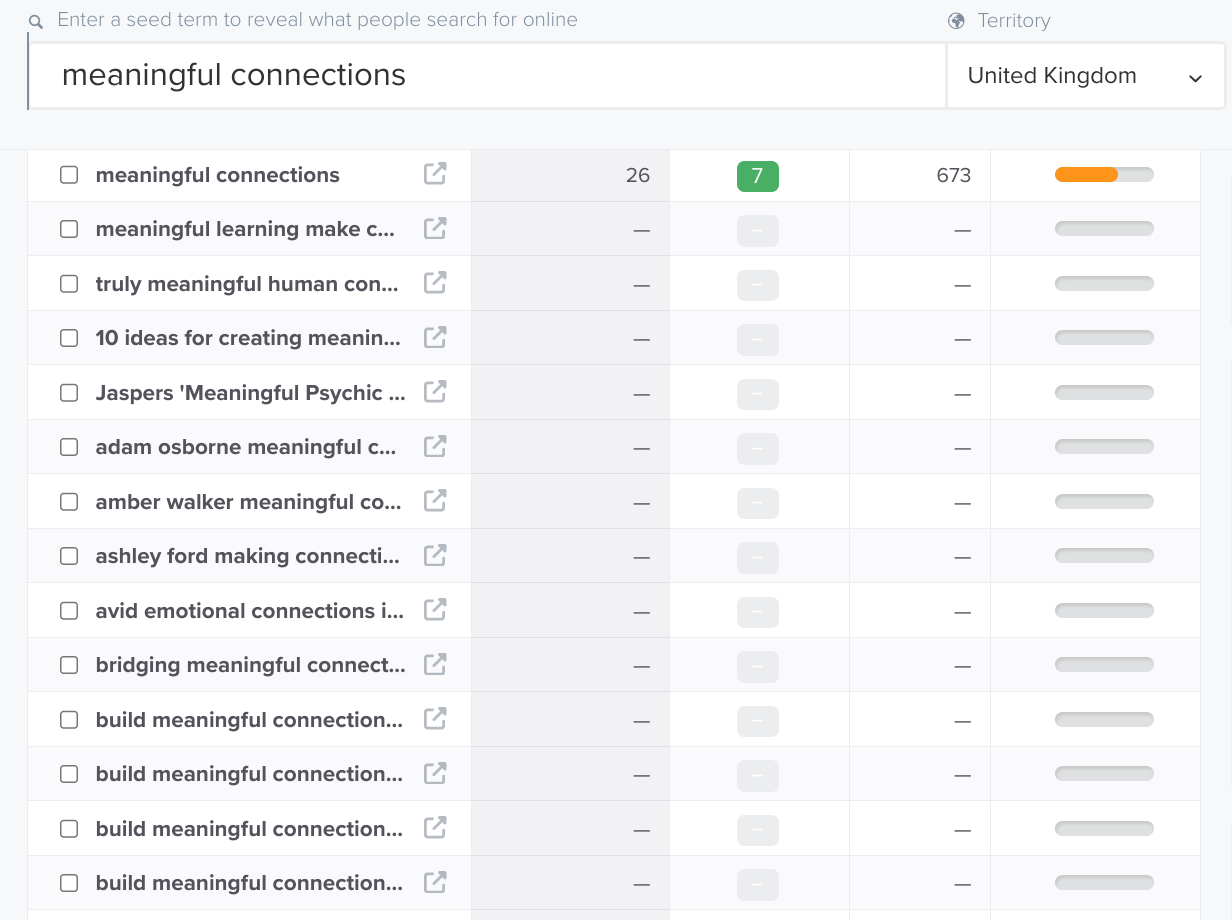 Enter a seed term to reveal what people search for online
Territory
meaningful connections
United Kingdom
meaningful connections 26 7 673
meaningful learning make c... — – —
truly meaningful human con... — – —
10 ideas for creating meanin... — – —
Jaspers 'Meaningful Psychic ... — – —
adam osborne meaningful c... — – —
amber walker meaningful co... — – —
ashley ford making connecti... — – —
avid emotional connections i... — – —
bridging meaningful connect... — – —
build meaningful connection... — – —
build meaningful connection... — – —
build meaningful connection... — – —
build meaningful connection... — – —